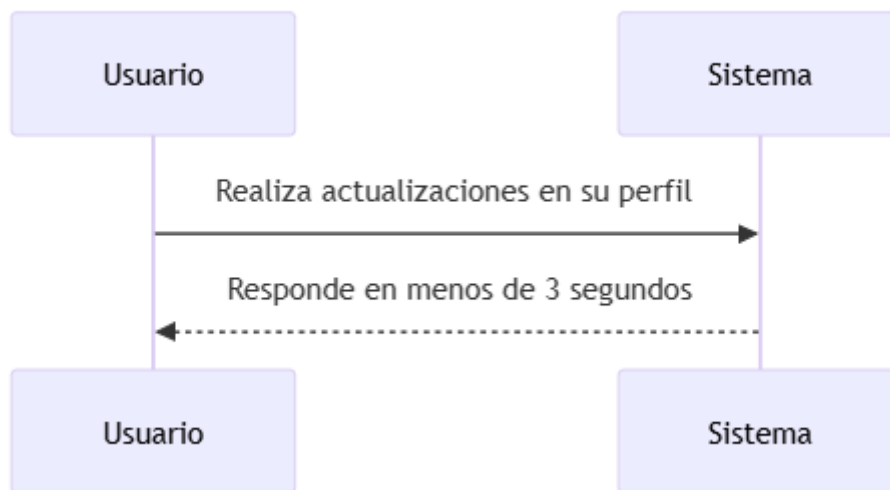 Usuario
Sistema
Realiza actualizaciones en su perfil
Responde en menos de 3 segundos
Usuario
Sistema